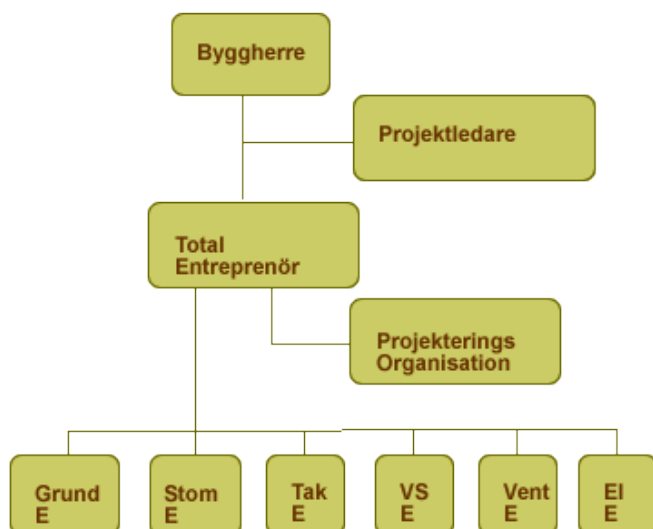 Byggherre
Projektledare
Total
Entreprenör
Projekterings
Organisation
Grund
E
Stom
E
Tak
E
VS
E
Vent
E
El
E